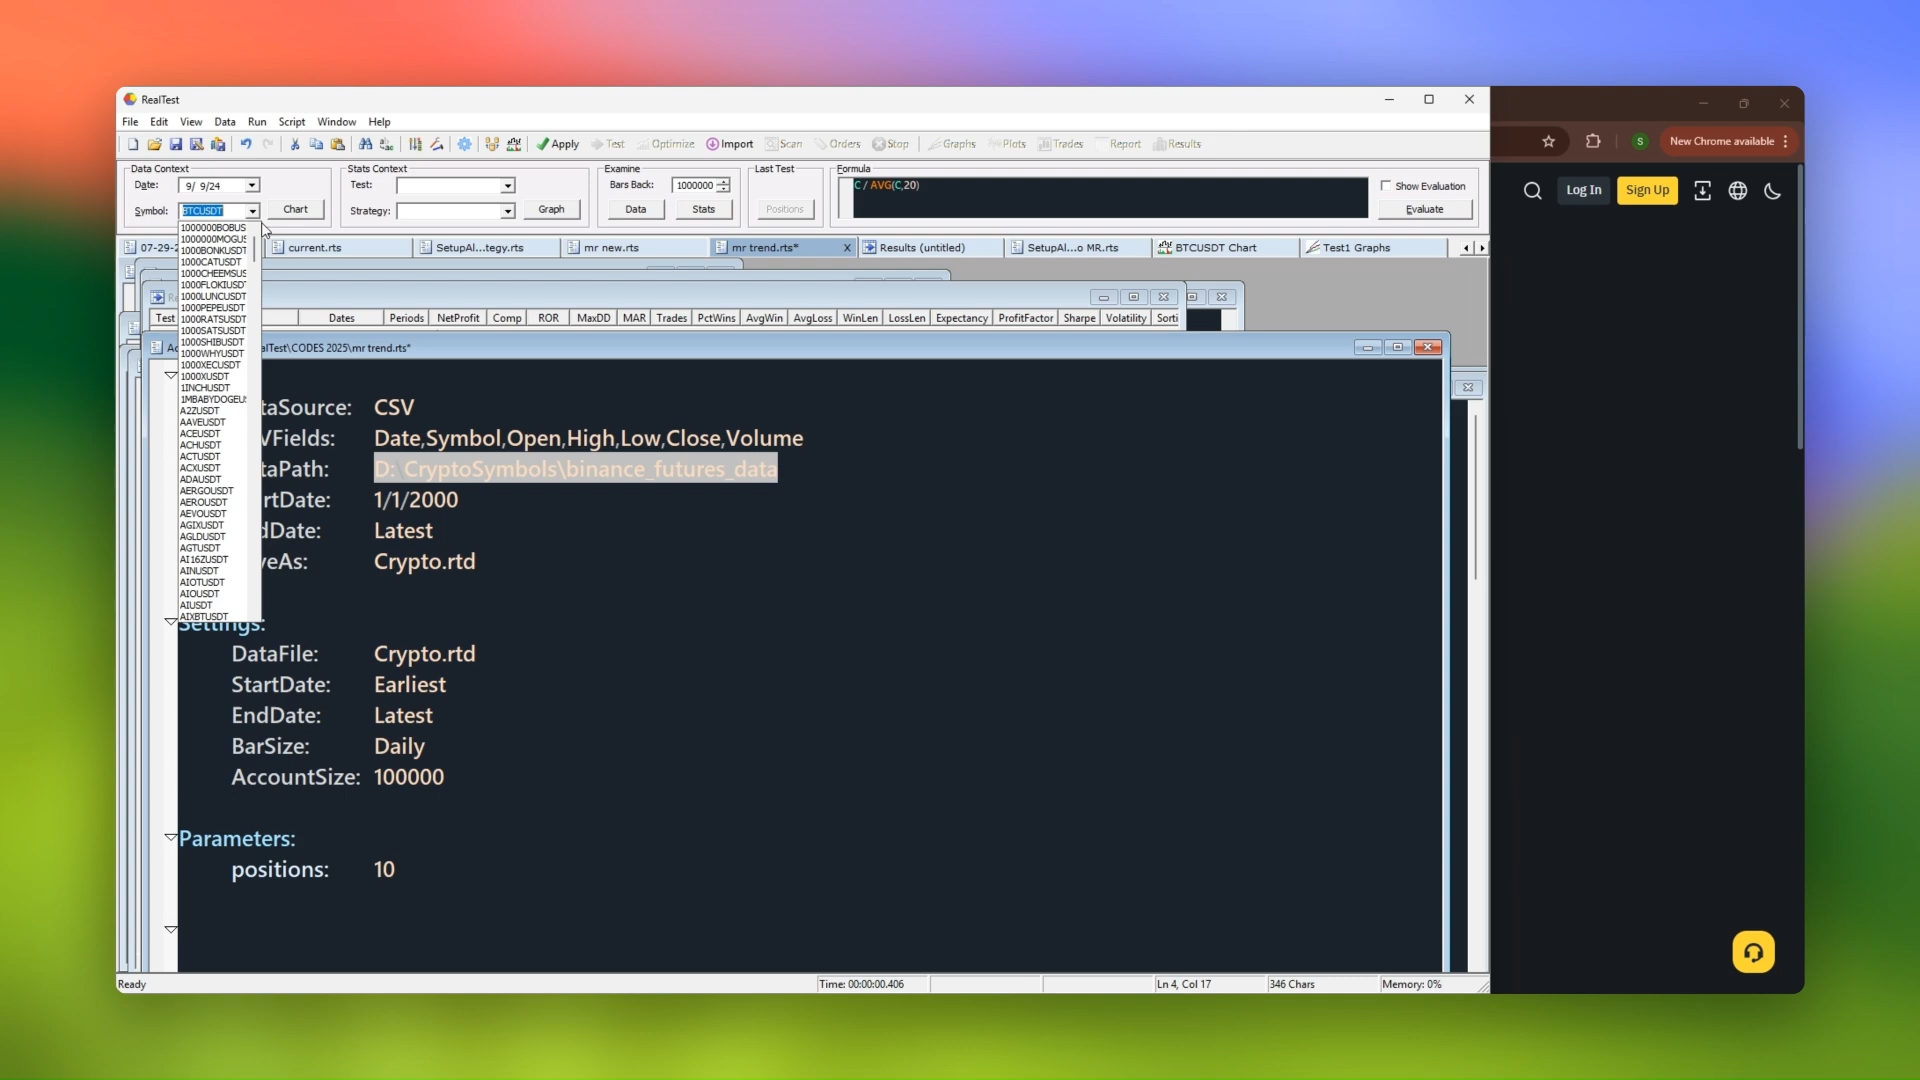 RealTest
File Edit View Data Run Script Window Help
Apply Test Optimize Import Scan Orders Stop Graphs Plots Trades Report Results
New Chrome available
S
Data Context Stats Context Examine Last Test Formula
Date: 9/ 9/24 Test: Bars Back: 1000000 C / AVG(C,20) Show Evaluation
Symbol: BTCUSDT Chart Strategy: Graph Data Stats Positions Evaluate
Log In Sign Up
07-29-2 current.rts SetupAl...tegy.rts mr new.rts mr trend.rts* X Results (untitled) SetupAl...o MR.rts BTCUSDT Chart Test1 Graphs
1000000BOBUS
1000000MOGUS
1000BONKUSDT
1000CATUSDT
1000CHEEMSUS
1000FLOKIUSDT
1000LUNCUSDT
1000PEPEUSDT
1000RATSUSDT
1000SATSUSDT
1000SHIBUSDT
1000WHYUSDT
1000XECUSDT
1000XUSDT
1INCHUSDT
1MBABYDOGEU
A2ZUSDT
AAVEUSDT
ACEUSDT
ACHUSDT
ACTUSDT
ACXUSDT
ADAUSDT
AERGOUSDT
AEROUSDT
AEVOUSDT
AGIXUSDT
AGLDUSDT
AGTUSDT
AI16ZUSDT
AINUSDT
AIOTUSDT
AIOUSDT
AIUSDT
AIXBTUSDT
Test Dates Periods NetProfit Comp ROR MaxDD MAR Trades PctWins AvgWin AvgLoss WinLen LossLen Expectancy ProfitFactor Sharpe Volatility Sorti
Ac lTest\CODES 2025\mr trend.rts*
taSource: CSV
VFields: Date,Symbol,Open,High,Low,Close,Volume
taPath: D:\CryptoSymbols\binance_futures_data
rtDate: 1/1/2000
dDate: Latest
veAs: Crypto.rtd
Settings:
DataFile: Crypto.rtd
StartDate: Earliest
EndDate: Latest
BarSize: Daily
AccountSize: 100000
Parameters:
positions: 10
Ready Time: 00:00:00.406 Ln 4, Col 17 346 Chars Memory: 0%